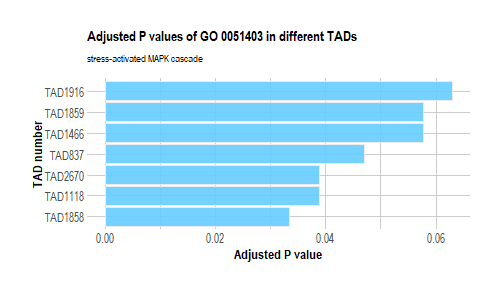 Adjusted P values of GO 0051403 in different TADs
stress-activated MAPK cascade
TAD number
TAD1916
TAD1859
TAD1466
TAD837
TAD2670
TAD1118
TAD1858
0.00 0.02 0.04 0.06
Adjusted P value